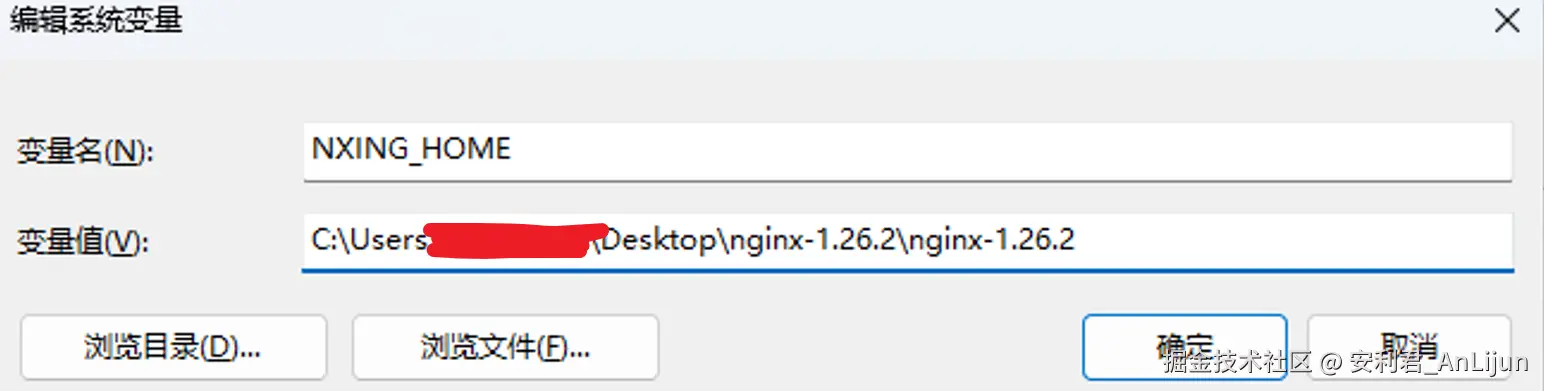 编辑系统变量
变量名(N):
NXING_HOME
变量值(V):
C:\Users\Desktop\nginx-1.26.2\nginx-1.26.2
浏览目录(D)...
浏览文件(F)...
确定
取消
掘金技术社区 @ 安利君_AnLijun